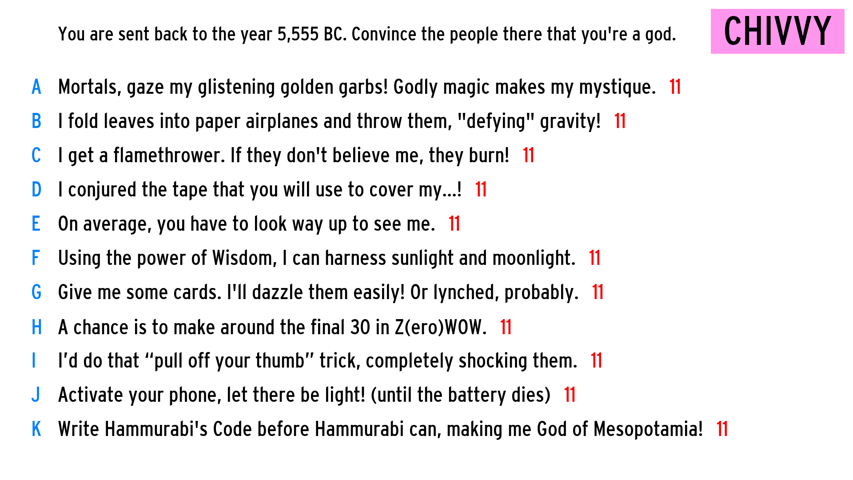 You are sent back to the year 5,555 BC. Convince the people there that you're a god.
CHIVVY
A Mortals, gaze my glistening golden garbs! Godly magic makes my mystique. 11
B I fold leaves into paper airplanes and throw them, "defying" gravity! 11
C I get a flamethrower. If they don't believe me, they burn! 11
D I conjured the tape that you will use to cover my...! 11
E On average, you have to look way up to see me. 11
F Using the power of Wisdom, I can harness sunlight and moonlight. 11
G Give me some cards. I'll dazzle them easily! Or lynched, probably. 11
H A chance is to make around the final 30 in Z(ero)WOW. 11
I I’d do that “pull off your thumb” trick, completely shocking them. 11
J Activate your phone, let there be light! (until the battery dies) 11
K Write Hammurabi's Code before Hammurabi can, making me God of Mesopotamia! 11